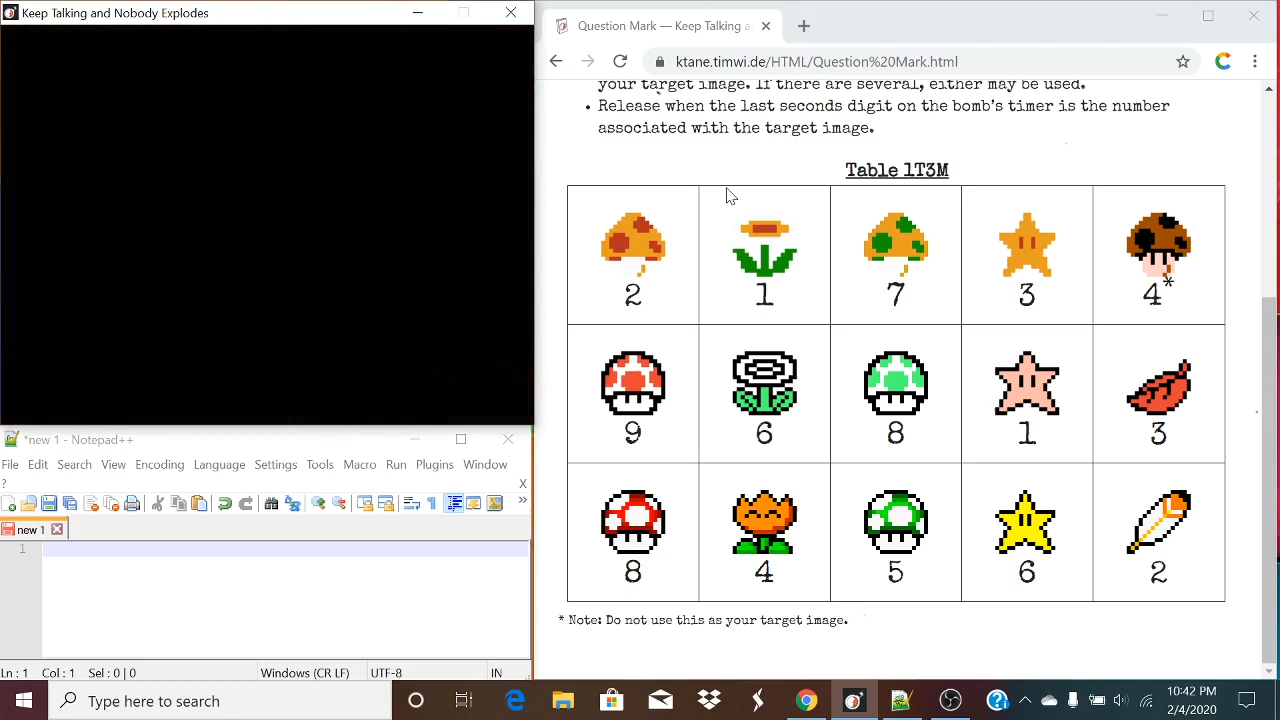 Keep Talking and Nobody Explodes
Question Mark — Keep Talking a
ktane.timwi.de/HTML/Question%20Mark.html
your target image. If there are several, either may be used.
• Release when the last seconds digit on the bomb's timer is the number
associated with the target image.
Table 1T3M
2 1 7 3 4*
9 6 8 1 3
8 4 5 6 2
* Note: Do not use this as your target image.
*new 1 - Notepad++
File Edit Search View Encoding Language Settings Tools Macro Run Plugins Window
? X
new 1
1
Ln : 1 Col : 1 Sel : 0 | 0 Windows (CR LF) UTF-8 IN
Type here to search
10:42 PM
2/4/2020